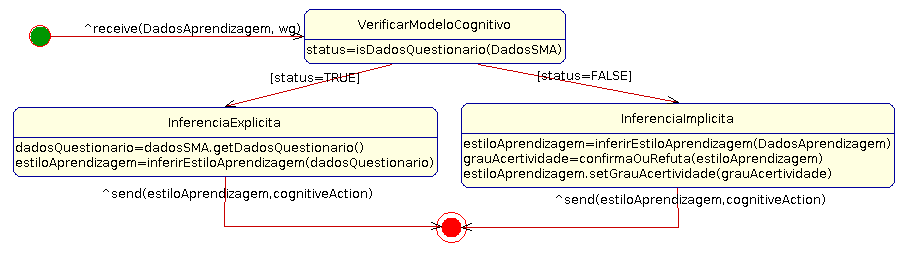 ^receive(DadosAprendizagem, wg)
VerificarModeloCognitivo
status=isDadosQuestionario(DadosSMA)
[status=TRUE]
[status=FALSE]
InferenciaExplicita
dadosQuestionario=dadosSMA.getDadosQuestionario()
estiloAprendizagem=inferirEstiloAprendizagem(dadosQuestionario)
^send(estiloAprendizagem,cognitiveAction)
InferenciaImplicita
estiloAprendizagem=inferirEstiloAprendizagem(DadosAprendizagem)
grauAcertividade=confirmaOuRefuta(estiloAprendizagem)
estiloAprendizagem.setGrauAcertividade(grauAcertividade)
^send(estiloAprendizagem,cognitiveAction)